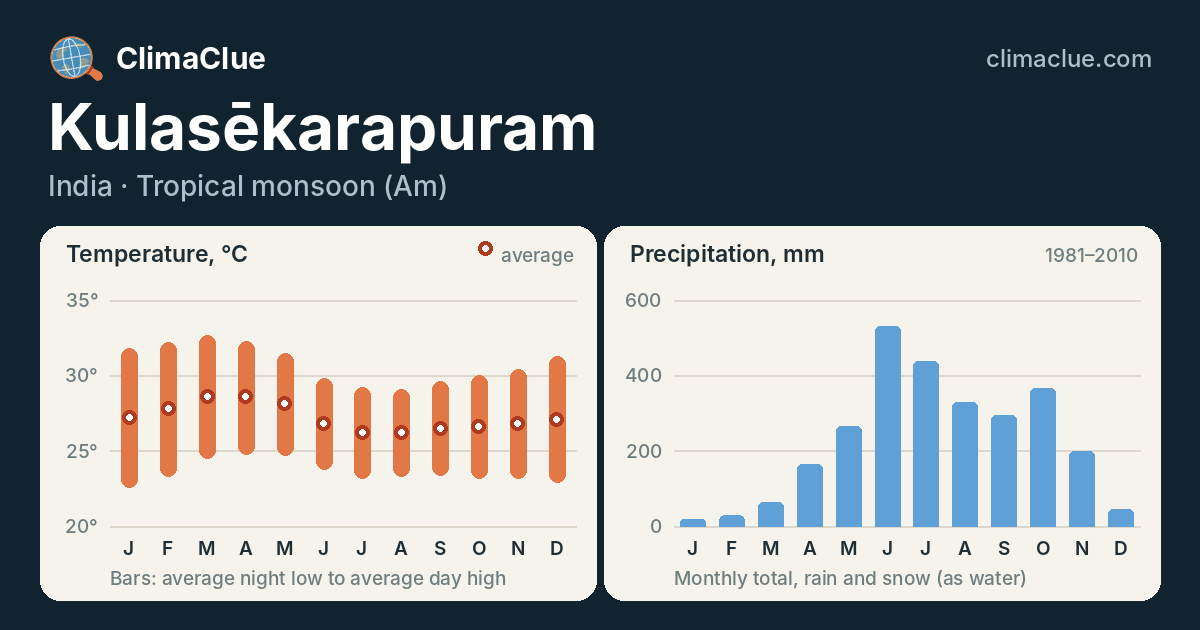 ClimaClue
climaclue.com
Kulasēkarapuram
India · Tropical monsoon (Am)
Temperature, °C
average
35°
30°
25°
20°
J F M A M J J A S O N D
Bars: average night low to average day high
Precipitation, mm
1981–2010
600
400
200
0
J F M A M J J A S O N D
Monthly total, rain and snow (as water)